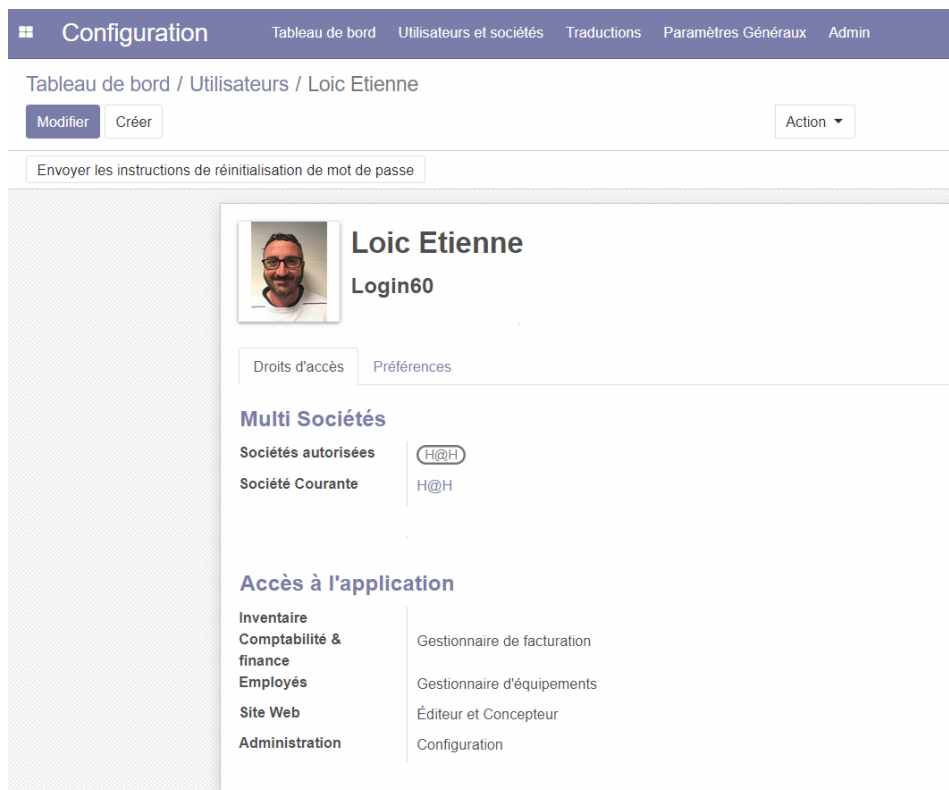 Configuration Tableau de bord Utilisateurs et sociétés Traductions Paramètres Généraux Admin
Tableau de bord / Utilisateurs / Loic Etienne
Modifier Créer Action
Envoyer les instructions de réinitialisation de mot de passe
Loic Etienne
Login60
Droits d'accès Préférences
Multi Sociétés
Sociétés autorisées H@H
Société Courante H@H
Accès à l'application
Inventaire
Comptabilité & Gestionnaire de facturation
finance
Employés Gestionnaire d'équipements
Site Web Éditeur et Concepteur
Administration Configuration